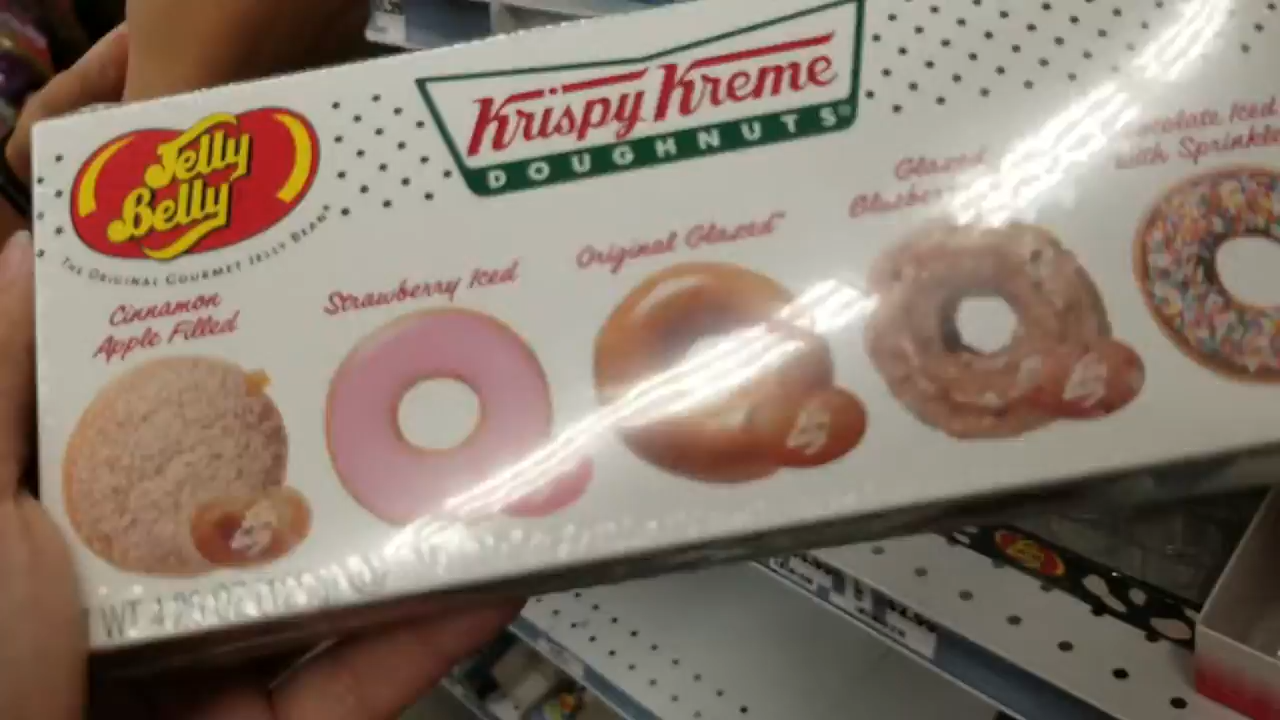 Krispy Kreme
DOUGHNUTS
Jelly
Belly
THE ORIGINAL GOURMET JELLY BEAN
Cinnamon
Apple Filled
Strawberry Iced
Original Glazed
Glazed
with Sprinkles
WT